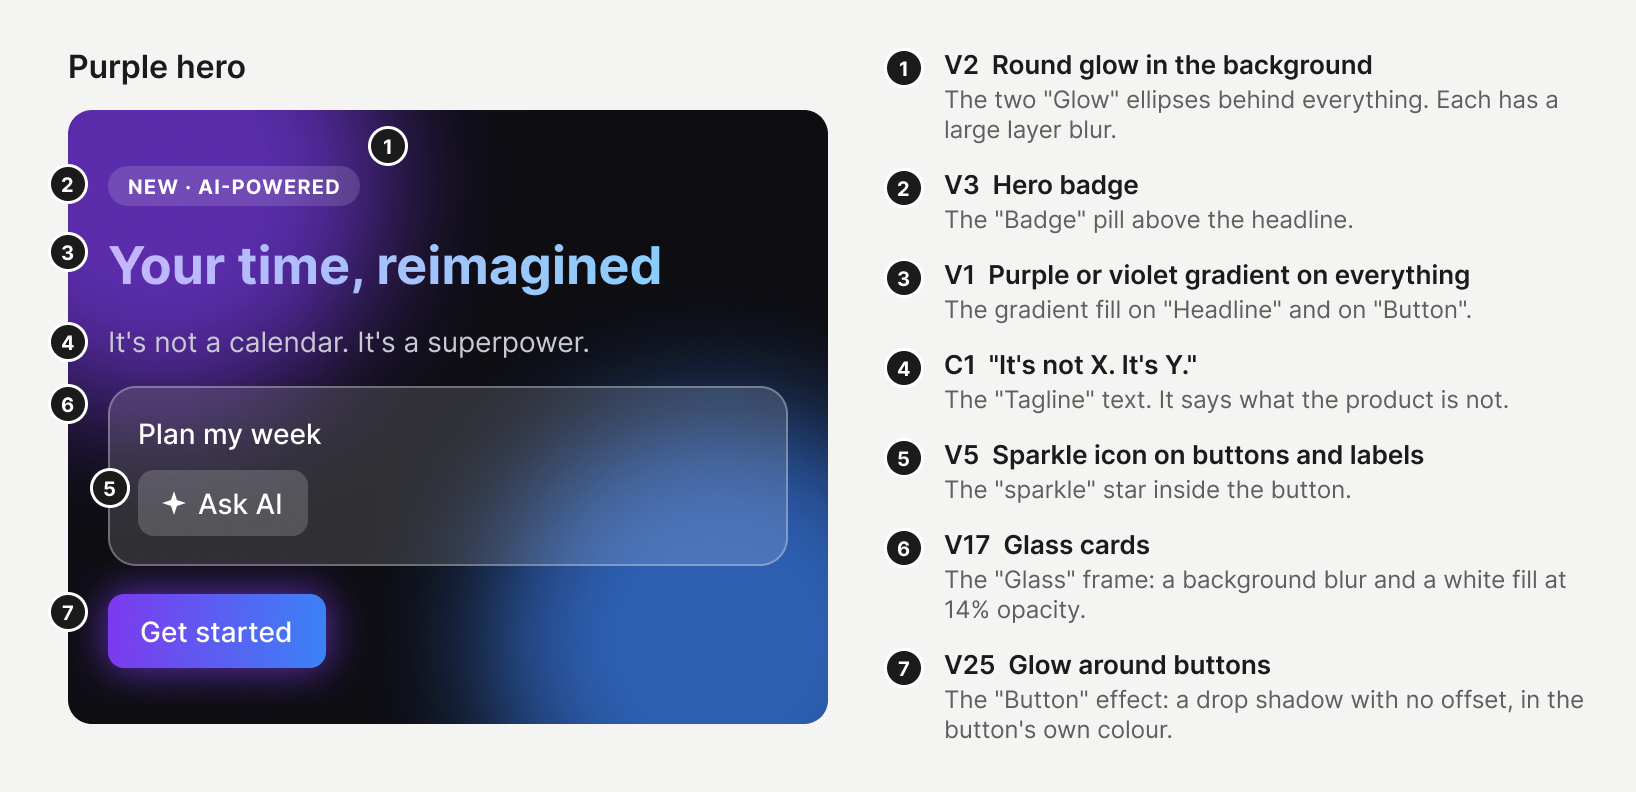 Purple hero
1
2
NEW · AI-POWERED
3
Your time, reimagined
4
It's not a calendar. It's a superpower.
6
Plan my week
5
Ask AI
7
Get started
1
V2 Round glow in the background
The two "Glow" ellipses behind everything. Each has a
large layer blur.
2
V3 Hero badge
The "Badge" pill above the headline.
3
V1 Purple or violet gradient on everything
The gradient fill on "Headline" and on "Button".
4
C1 "It's not X. It's Y."
The "Tagline" text. It says what the product is not.
5
V5 Sparkle icon on buttons and labels
The "sparkle" star inside the button.
6
V17 Glass cards
The "Glass" frame: a background blur and a white fill at
14% opacity.
7
V25 Glow around buttons
The "Button" effect: a drop shadow with no offset, in the
button's own colour.